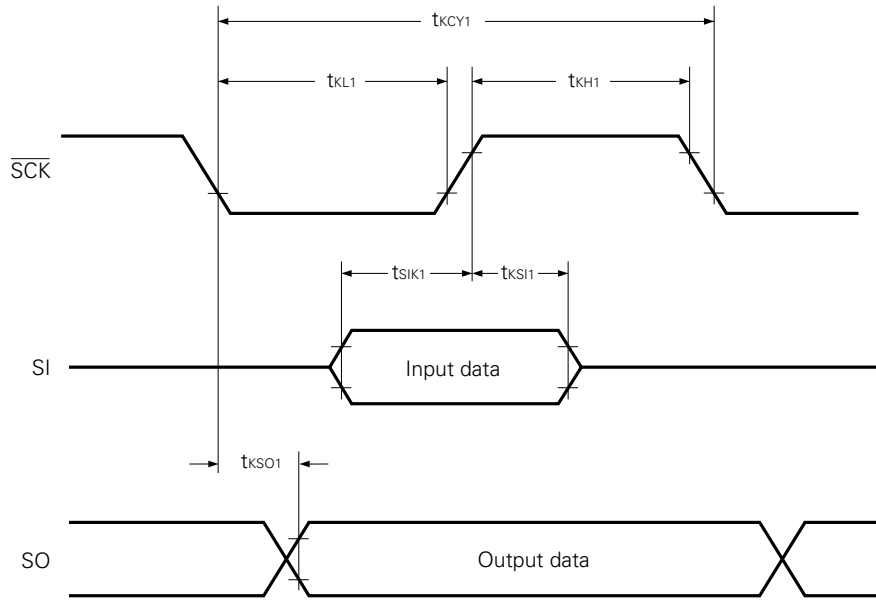 tKCY1
tKL1
tKH1
SCK
tSIK1
tKSI1
SI
Input data
tKSO1
SO
Output data